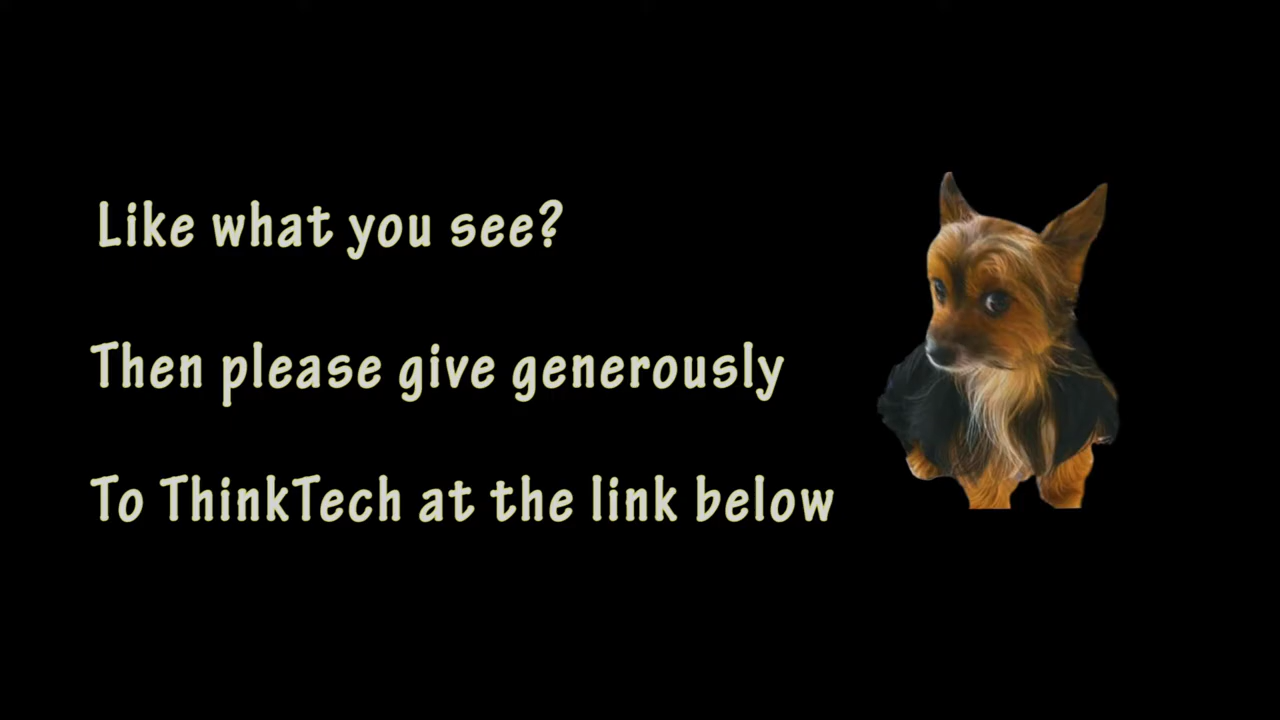 Like what you see?
Then please give generously
To ThinkTech at the link below